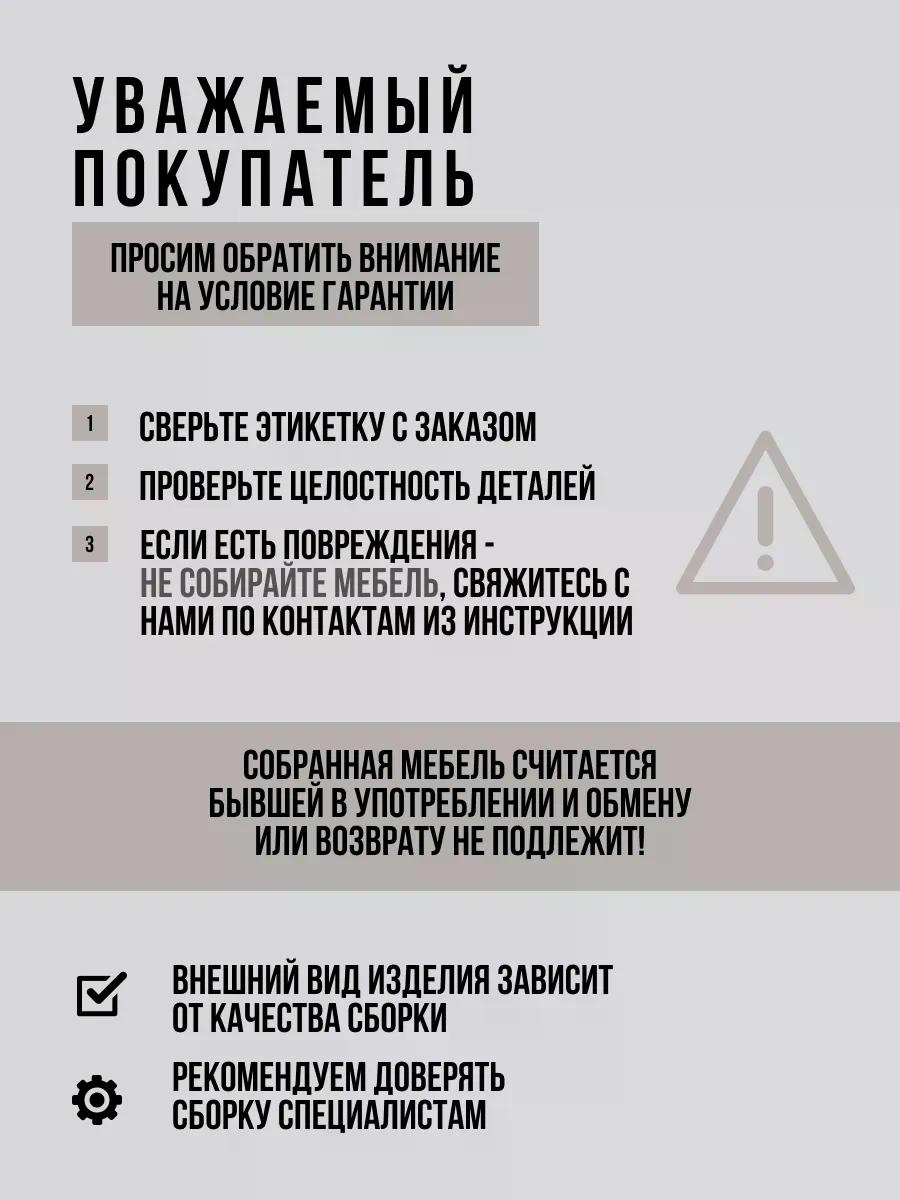 УВАЖАЕМЫЙ
ПОКУПАТЕЛЬ
ПРОСИМ ОБРАТИТЬ ВНИМАНИЕ
НА УСЛОВИЕ ГАРАНТИИ
1 СВЕРЬТЕ ЭТИКЕТКУ С ЗАКАЗОМ
2 ПРОВЕРЬТЕ ЦЕЛОСТНОСТЬ ДЕТАЛЕЙ
3 ЕСЛИ ЕСТЬ ПОВРЕЖДЕНИЯ -
НЕ СОБИРАЙТЕ МЕБЕЛЬ, СВЯЖИТЕСЬ С
НАМИ ПО КОНТАКТАМ ИЗ ИНСТРУКЦИИ
СОБРАННАЯ МЕБЕЛЬ СЧИТАЕТСЯ
БЫВШЕЙ В УПОТРЕБЛЕНИИ И ОБМЕНУ
ИЛИ ВОЗВРАТУ НЕ ПОДЛЕЖИТ!
ВНЕШНИЙ ВИД ИЗДЕЛИЯ ЗАВИСИТ
ОТ КАЧЕСТВА СБОРКИ
РЕКОМЕНДУЕМ ДОВЕРЯТЬ
СБОРКУ СПЕЦИАЛИСТАМ